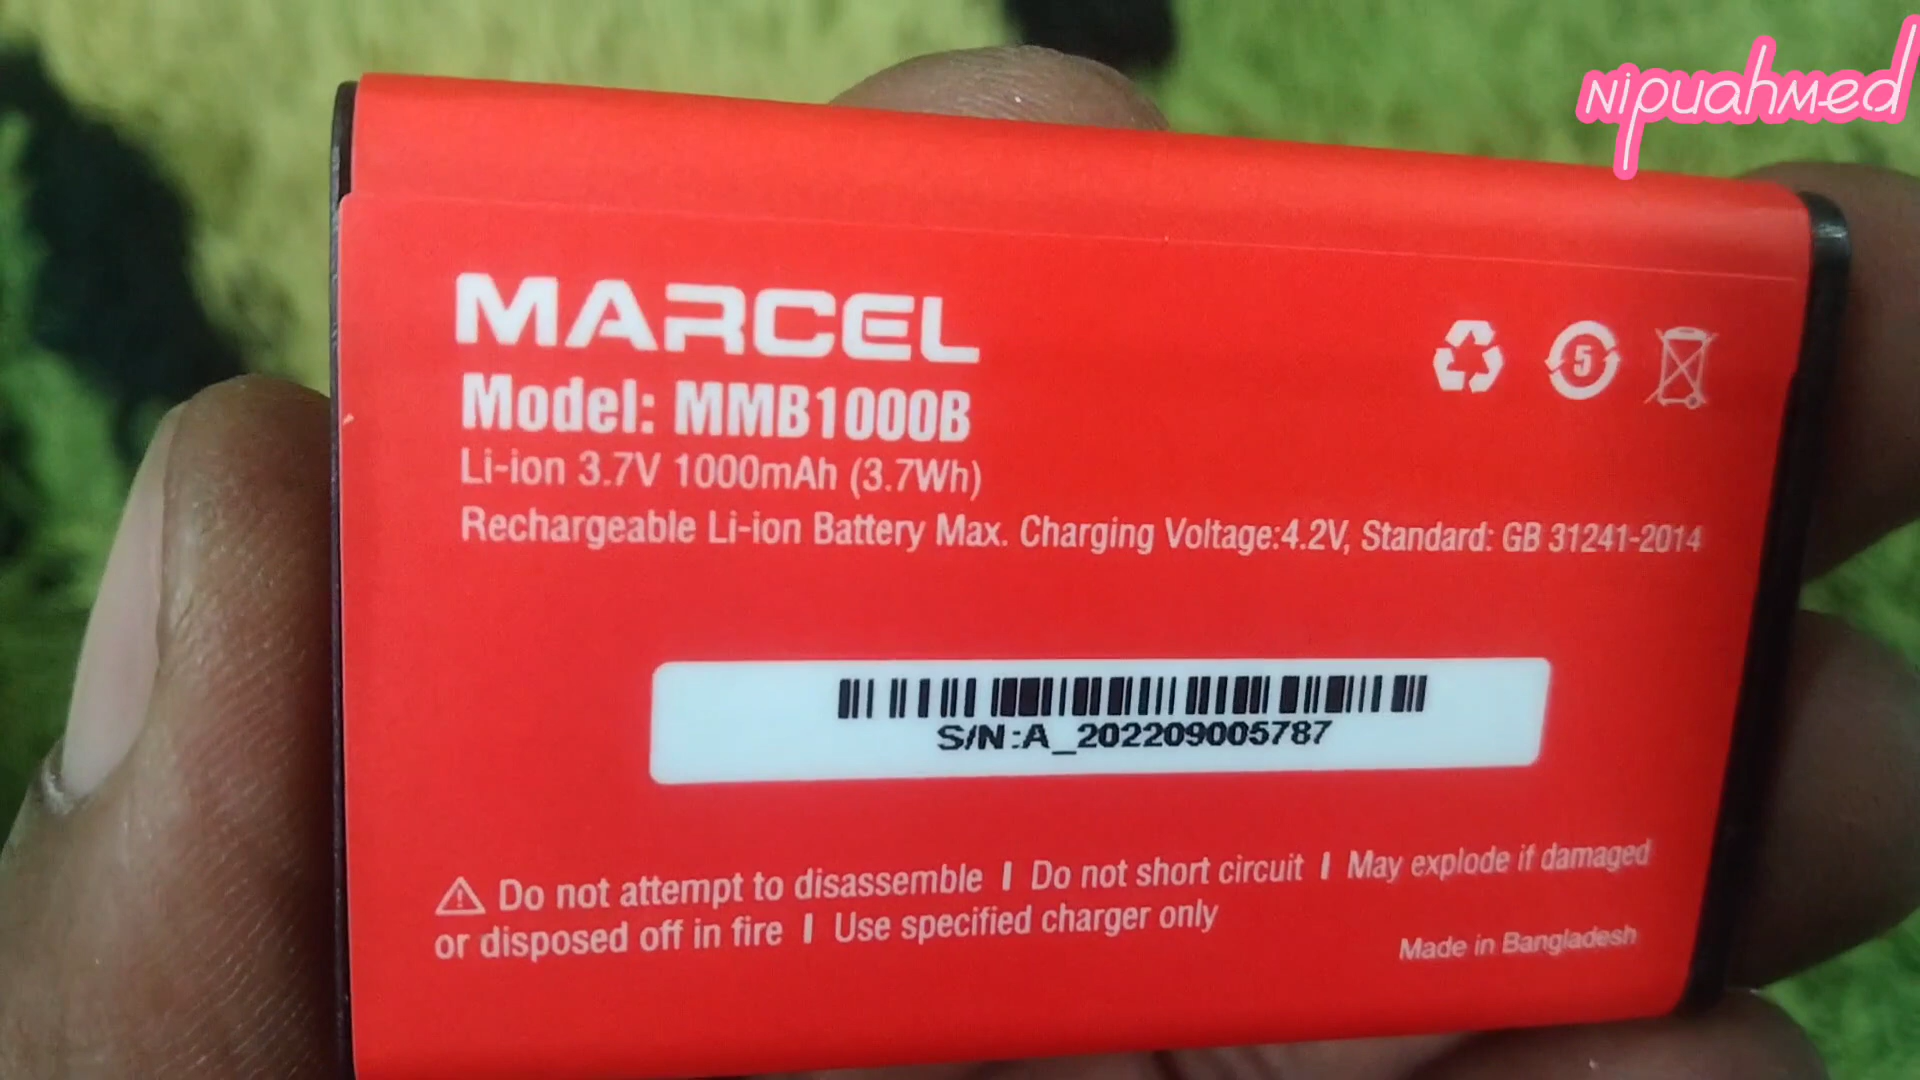 nipuahmed
MARCEL
Model: MMB1000B
Li-ion 3.7V 1000mAh (3.7Wh)
Rechargeable Li-ion Battery Max. Charging Voltage:4.2V, Standard: GB 31241-2014
5
S/N:A_202209005787
Do not attempt to disassemble I Do not short circuit I May explode if damaged
or disposed off in fire I Use specified charger only
Made in Bangladesh